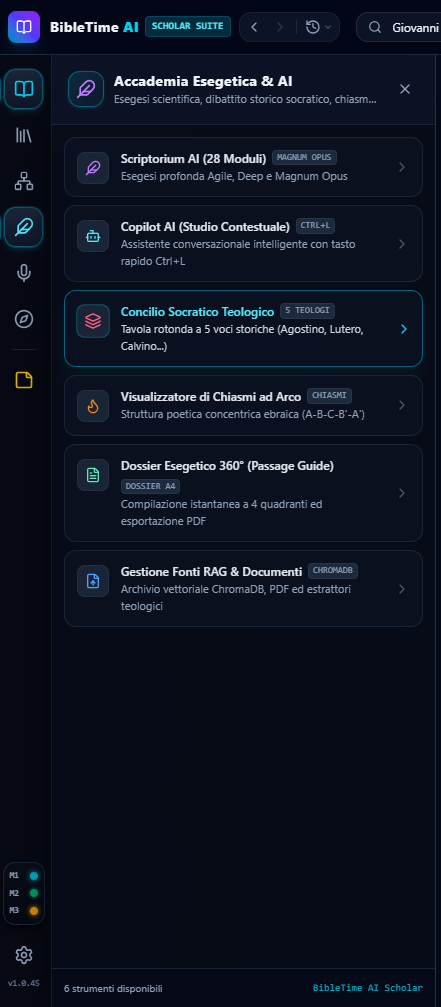 BibleTime AI SCHOLAR SUITE
Giovanni
Accademia Esegetica & AI
Esegesi scientifica, dibattito storico socratico, chiasm...
Scriptorium AI (28 Moduli) MAGNUM OPUS
Esegesi profonda Agile, Deep e Magnum Opus
Copilot AI (Studio Contestuale) CTRL+L
Assistente conversazionale intelligente con tasto
rapido Ctrl+L
Concilio Socratico Teologico 5 TEOLOGI
Tavola rotonda a 5 voci storiche (Agostino, Lutero,
Calvino...)
Visualizzatore di Chiasmi ad Arco CHIASMI
Struttura poetica concentrica ebraica (A-B-C-B'-A')
Dossier Esegetico 360° (Passage Guide)
DOSSIER A4
Compilazione istantanea a 4 quadranti ed
esportazione PDF
Gestione Fonti RAG & Documenti CHROMADB
Archivio vettoriale ChromaDB, PDF ed estrattori
teologici
M1
M2
M3
v1.0.45
6 strumenti disponibili
BibleTime AI Scholar